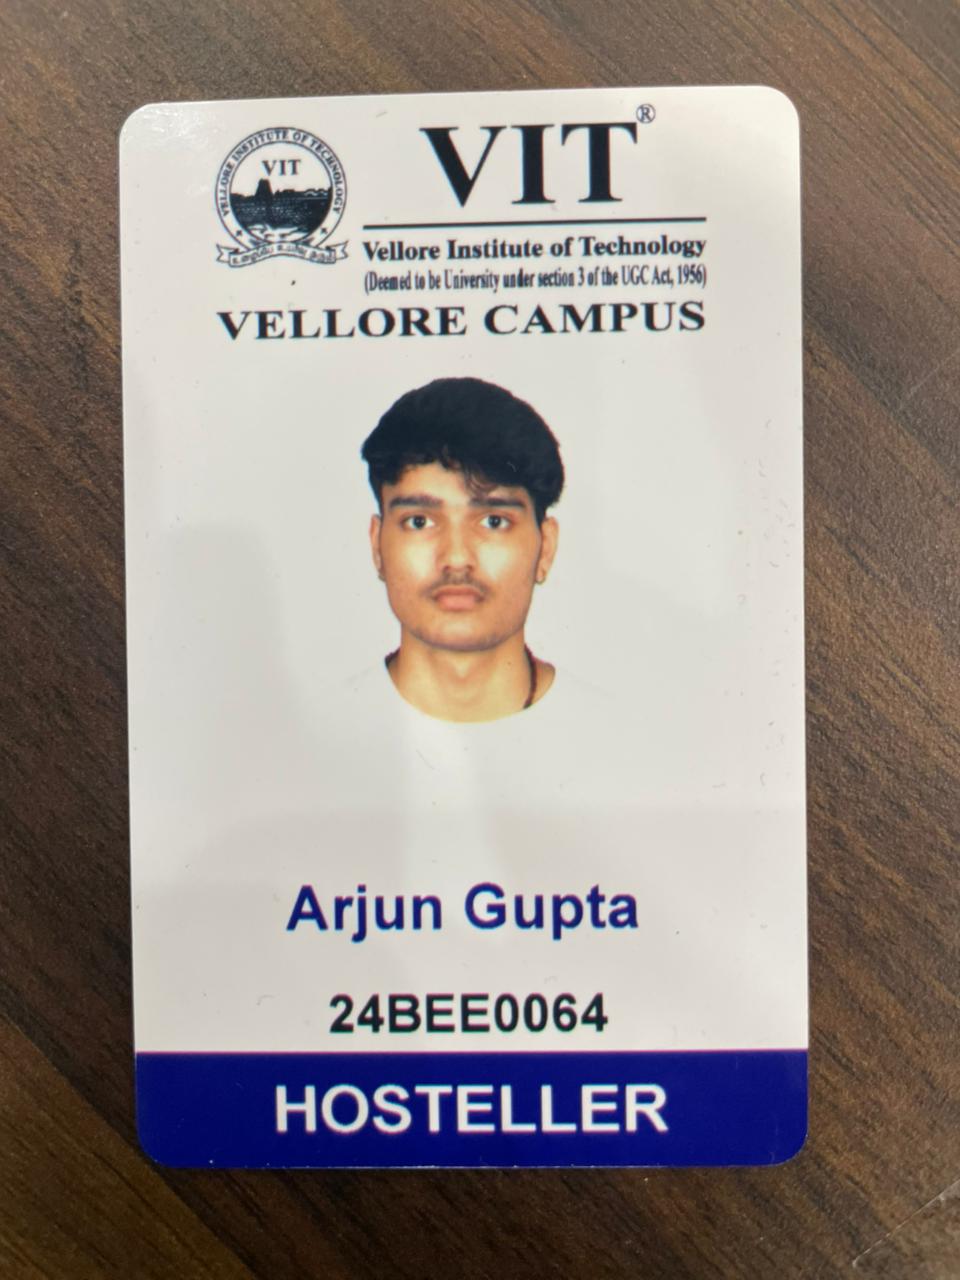 VELLORE INSTITUTE OF TECHNOLOGY
VIT
VIT®
Vellore Institute of Technology
(Deemed to be University under section 3 of the UGC Act, 1956)
VELLORE CAMPUS
Arjun Gupta
24BEE0064
HOSTELLER